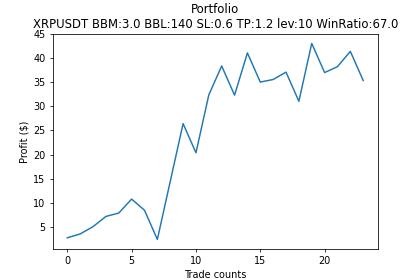 Portfolio
XRPUSDT BBM:3.0 BBL:140 SL:0.6 TP:1.2 lev:10 WinRatio:67.0
45
40
35
30
25
20
15
10
5
Profit ($)
0 5 10 15 20
Trade counts